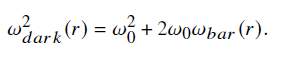 ω²_dark(r) = ω₀² + 2ω₀ω_bar(r).